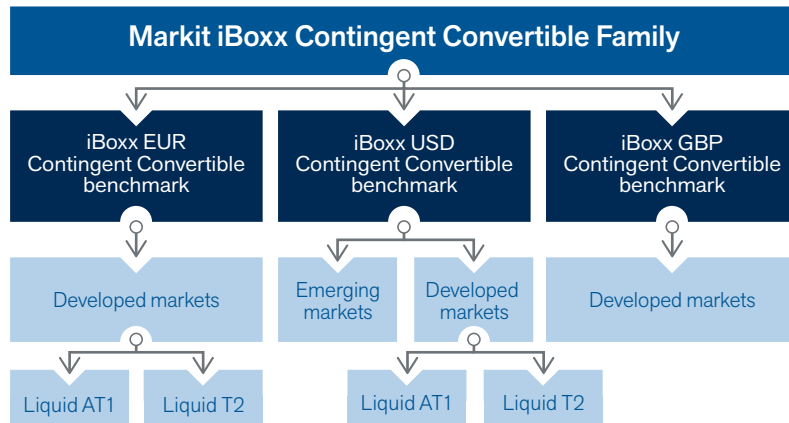 Markit iBoxx Contingent Convertible Family
iBoxx EUR
Contingent Convertible
benchmark
iBoxx USD
Contingent Convertible
benchmark
iBoxx GBP
Contingent Convertible
benchmark
Developed markets
Emerging
markets
Developed
markets
Developed markets
Liquid AT1
Liquid T2
Liquid AT1
Liquid T2